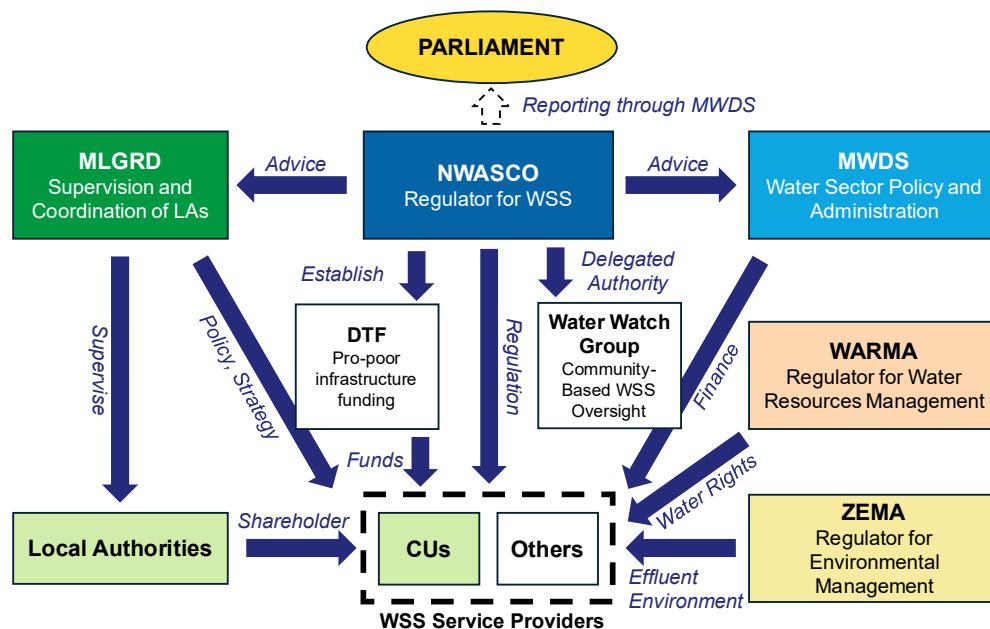 PARLIAMENT
Reporting through MWDS
MLGRD
Supervision and
Coordination of LAs
Advice
NWASCO
Regulator for WSS
Advice
MWDS
Water Sector Policy and
Administration
Establish
Delegated
Authority
Supervise
Policy, Strategy
DTF
Pro-poor
infrastructure
funding
Regulation
Water Watch
Group
Community-
Based WSS
Oversight
Finance
WARMA
Regulator for Water
Resources Management
Funds
Water Rights
Local Authorities
Shareholder
CUs
Others
WSS Service Providers
Effluent
Environment
ZEMA
Regulator for
Environmental
Management